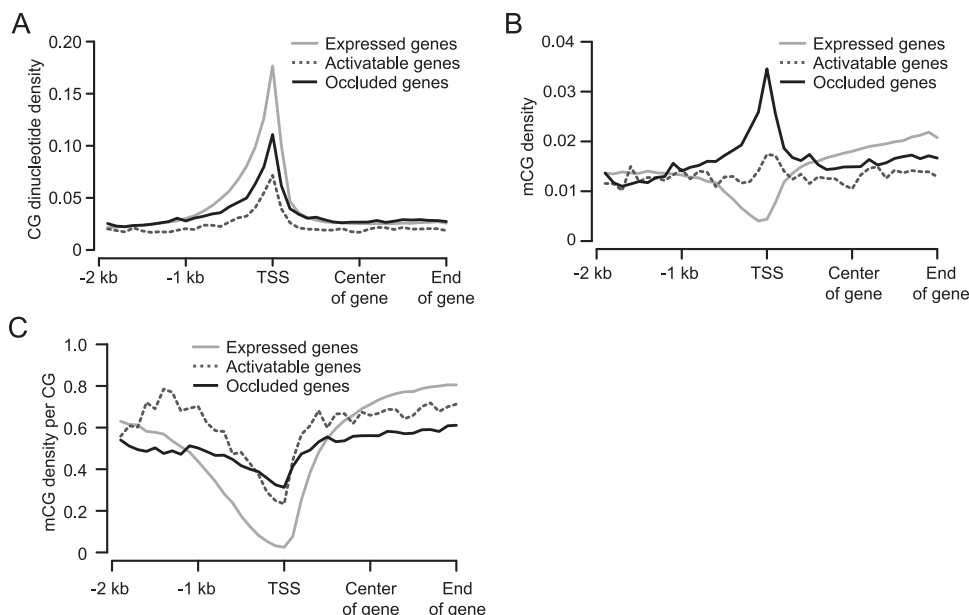 A
CG dinucleotide density
0.20
0.15
0.10
0.05
0
Expressed genes
Activatable genes
Occluded genes
-2 kb
-1 kb
TSS
Center of gene
End of gene
B
mCG density
0.04
0.03
0.02
0.01
0
Expressed genes
Activatable genes
Occluded genes
-2 kb
-1 kb
TSS
Center of gene
End of gene
C
mCG density per CG
1.0
0.8
0.6
0.4
0.2
0
Expressed genes
Activatable genes
Occluded genes
-2 kb
-1 kb
TSS
Center of gene
End of gene